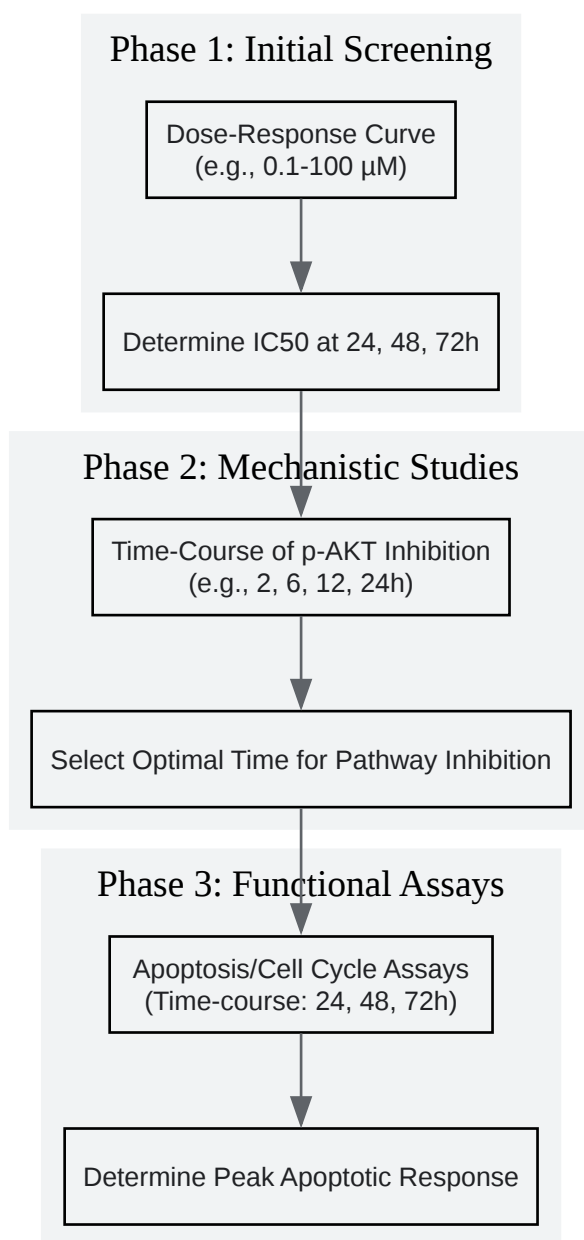 Phase 1: Initial Screening
Dose-Response Curve
(e.g., 0.1-100 µM)
Determine IC50 at 24, 48, 72h
Phase 2: Mechanistic Studies
Time-Course of p-AKT Inhibition
(e.g., 2, 6, 12, 24h)
Select Optimal Time for Pathway Inhibition
Phase 3: Functional Assays
Apoptosis/Cell Cycle Assays
(Time-course: 24, 48, 72h)
Determine Peak Apoptotic Response